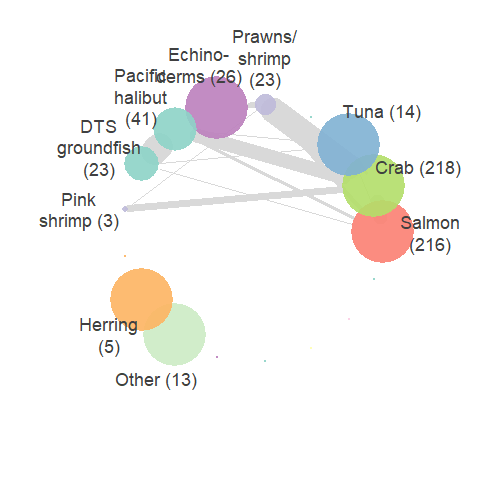 Prawns/
shrimp
(23)
Echino-
derms (26)
Pacific
halibut
(41)
Tuna (14)
DTS
groundfish
(23)
Crab (218)
Pink
shrimp (3)
Salmon
(216)
Herring
(5)
Other (13)